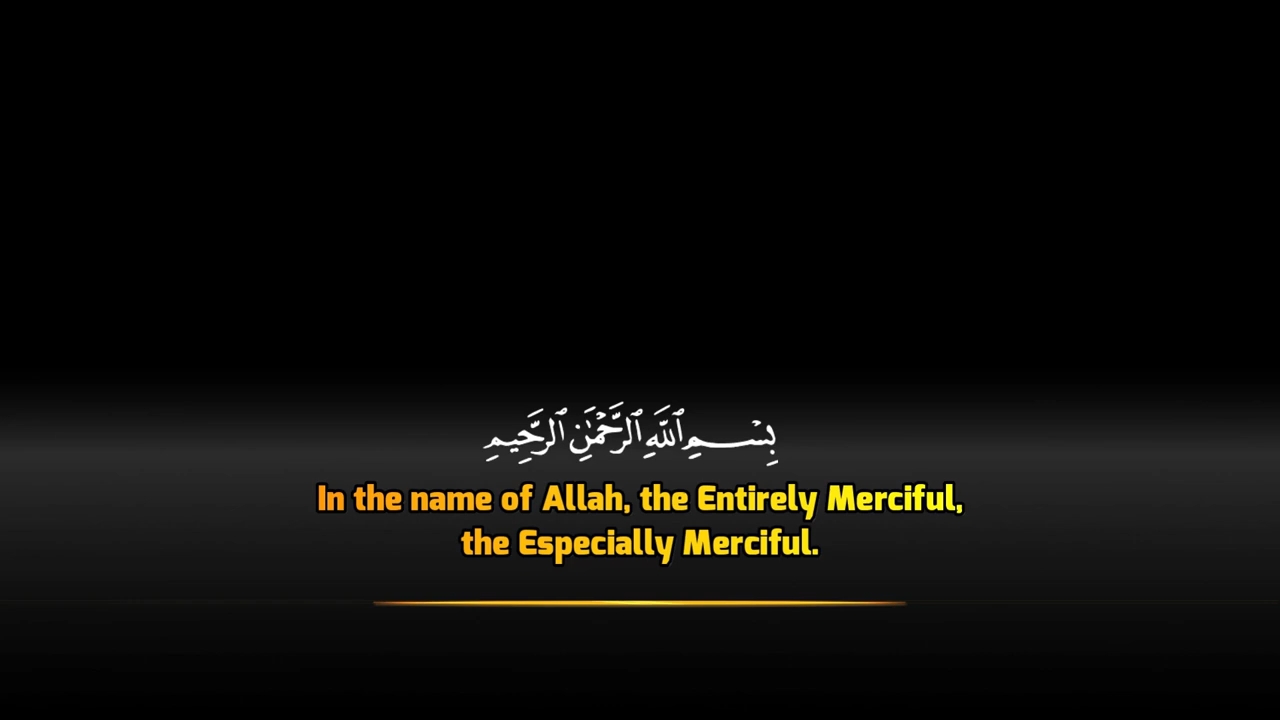 بِسْمِ ٱللَّهِ ٱلرَّحْمَٰنِ ٱلرَّحِيمِ
In the name of Allah, the Entirely Merciful,
the Especially Merciful.